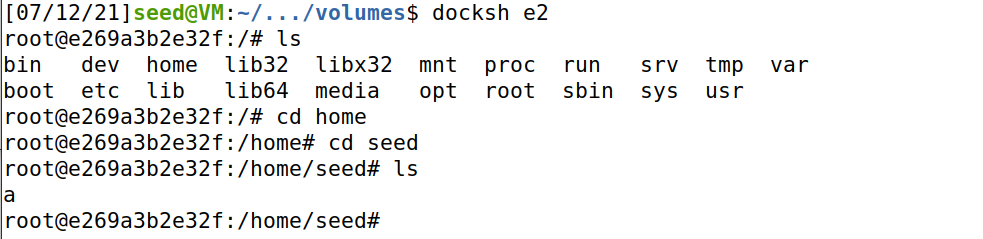 [07/12/21]seed@VM:~/.../volumes$ docksh e2
root@e269a3b2e32f:/# ls
bin   dev  home  lib32  libx32  mnt  proc  run   srv  tmp  var
boot  etc  lib   lib64  media   opt  root  sbin  sys  usr
root@e269a3b2e32f:/# cd home
root@e269a3b2e32f:/home# cd seed
root@e269a3b2e32f:/home/seed# ls
a
root@e269a3b2e32f:/home/seed#